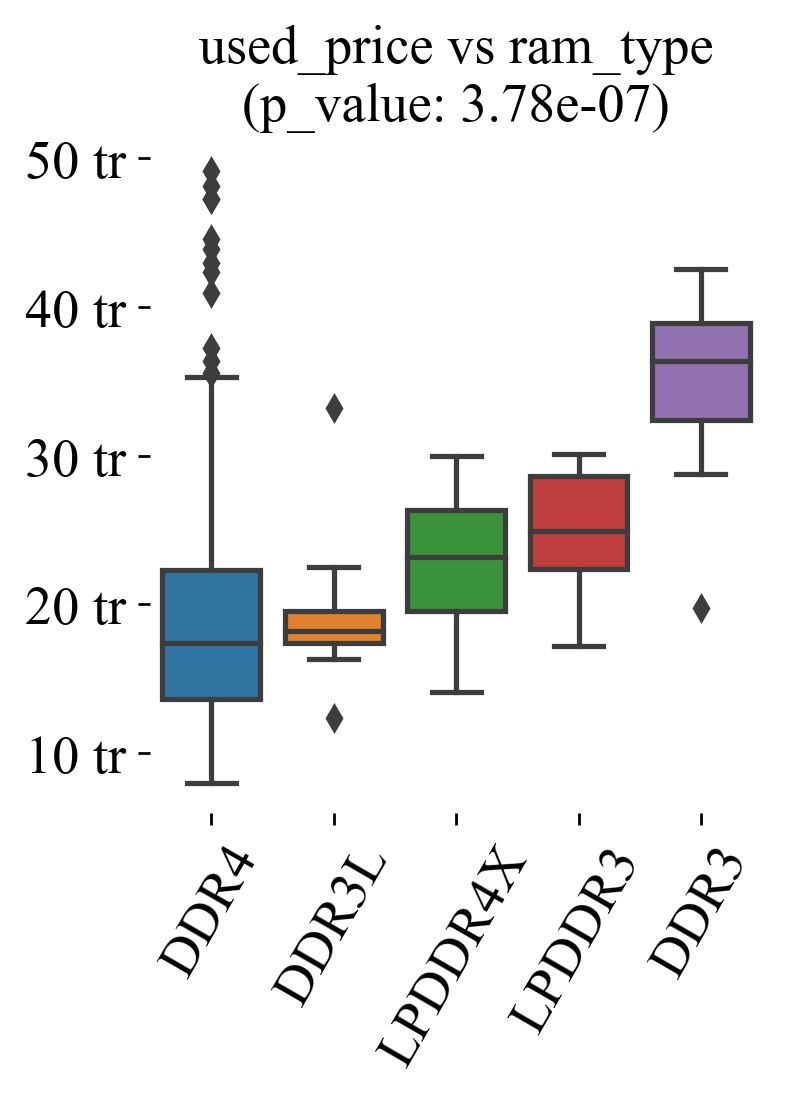 used_price vs ram_type
(p_value: 3.78e-07)
50 tr
40 tr
30 tr
20 tr
10 tr
DDR4
DDR3L
LPDDR4X
LPDDR3
DDR3